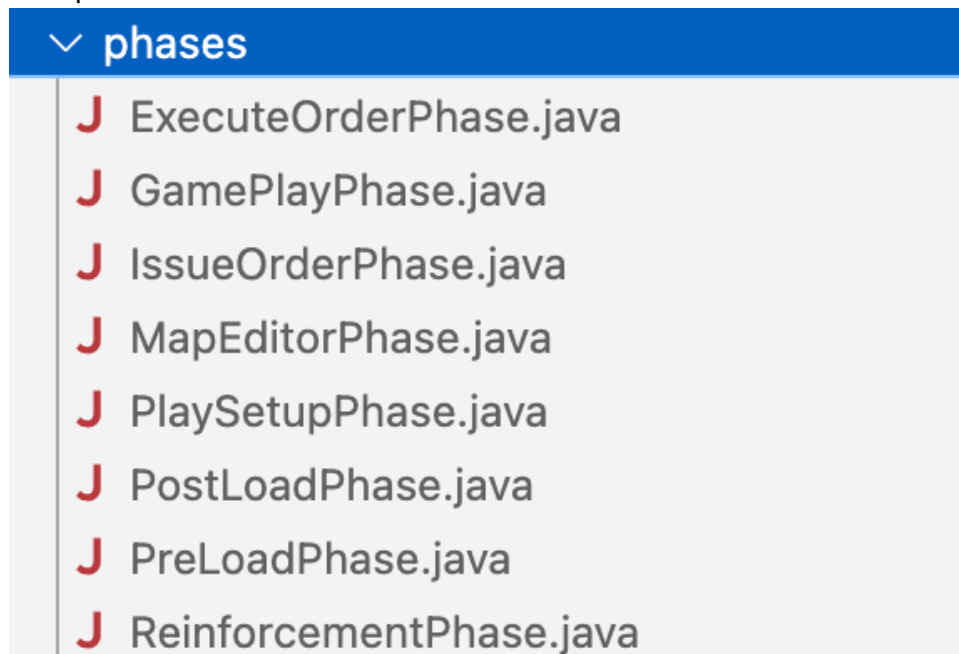 phases
J ExecuteOrderPhase.java
J GamePlayPhase.java
J IssueOrderPhase.java
J MapEditorPhase.java
J PlaySetupPhase.java
J PostLoadPhase.java
J PreLoadPhase.java
J ReinforcementPhase.java